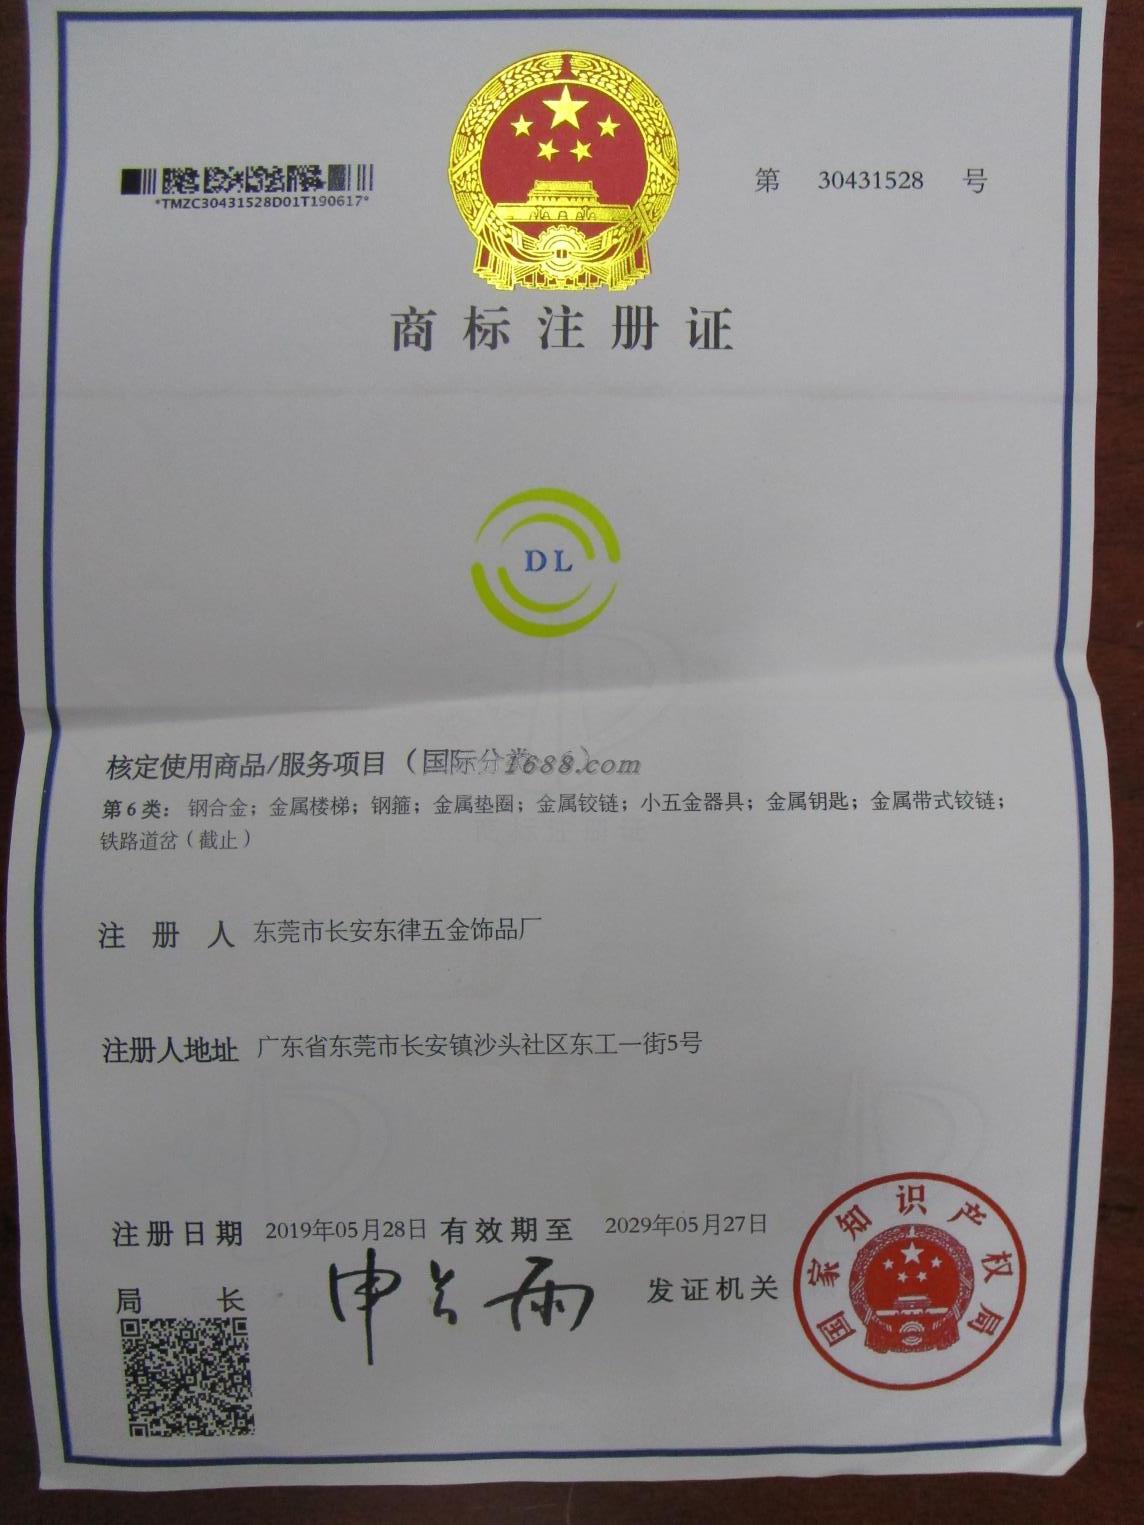 *TMZC30431528D01T190617*
第 30431528 号
商标注册证
DL
核定使用商品/服务项目（国际分类
1688.com
第6类：钢合金；金属楼梯；钢箍；金属垫圈；金属铰链；小五金器具；金属钥匙；金属带式铰链；
铁路道岔（截止）
注册人 东莞市长安东律五金饰品厂
注册人地址 广东省东莞市长安镇沙头社区东工一街5号
注册日期 2019年05月28日 有效期至 2029年05月27日
局长 申长雨 发证机关
国家知识产权局